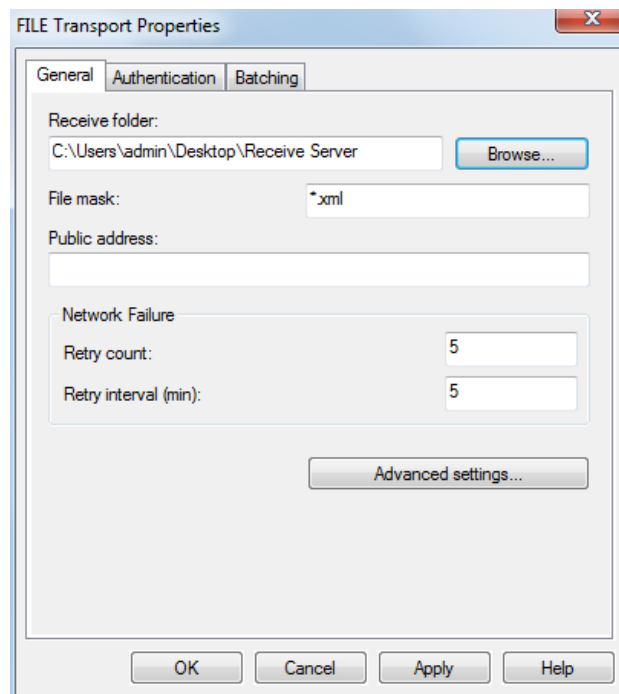 FILE Transport Properties
General Authentication Batching
Receive folder:
C:\Users\admin\Desktop\Receive Server Browse...
File mask: *.xml
Public address:
Network Failure
Retry count: 5
Retry interval (min): 5
Advanced settings...
OK Cancel Apply Help